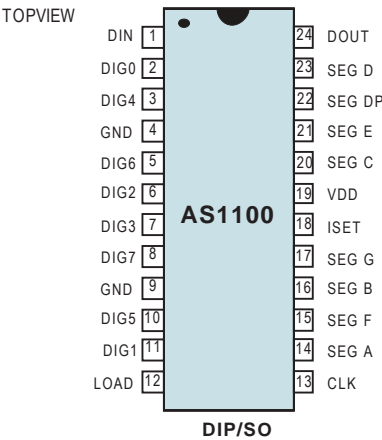 TOPVIEW
DIN 1 24 DOUT
DIG0 2 23 SEG D
DIG4 3 22 SEG DP
GND 4 21 SEG E
DIG6 5 20 SEG C
DIG2 6 19 VDD
DIG3 7 AS1100 18 ISET
DIG7 8 17 SEG G
GND 9 16 SEG B
DIG5 10 15 SEG F
DIG1 11 14 SEG A
LOAD 12 13 CLK
DIP/SO